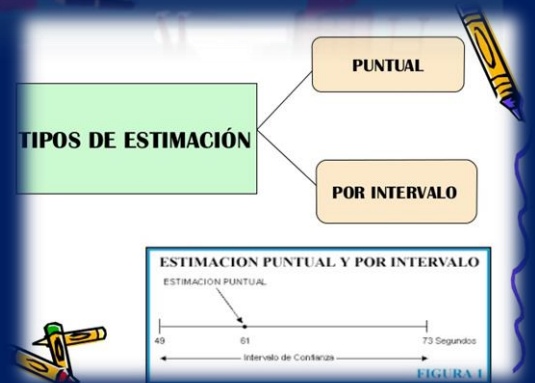 PUNTUAL
TIPOS DE ESTIMACIÓN
POR INTERVALO
ESTIMACION PUNTUAL Y POR INTERVALO
ESTIMACION PUNTUAL
49 61 73 Segundos
Intervalo de Confianza
FIGURA 1